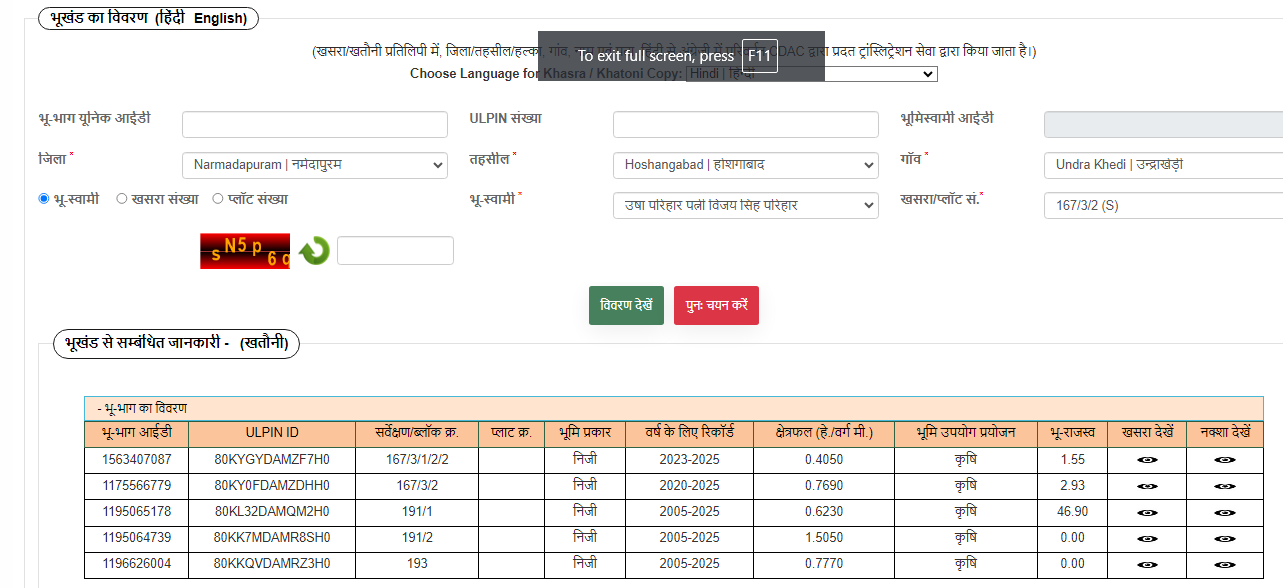 भूखंड का विवरण (हिंदी English)
(खसरा/खतौनी प्रतिलिपी में, जिला/तहसील/हल्का, गांव, द्वारा प्रदत ट्रांस्लिट्रेशन सेवा द्वारा किया जाता है।)
To exit full screen, press F11
Choose Language for Khasra / Khatoni Copy: Hindi | हिन्दी
भू-भाग यूनिक आईडी ULPIN संख्या भूमिस्वामी आईडी
जिला * Narmadapuram | नर्मदापुरम तहसील * Hoshangabad | होशंगाबाद गाँव * Undra Khedi | उन्द्राखेड़ी
भू-स्वामी खसरा संख्या प्लॉट संख्या भू-स्वामी * उषा परिहार पत्नी विजय सिंह परिहार खसरा/प्लॉट सं.* 167/3/2 (S)
s N5 p 6 q
विवरण देखें पुनः चयन करें
भूखंड से सम्बंधित जानकारी - (खतौनी)
- भू-भाग का विवरण
भू-भाग आईडी ULPIN ID सर्वेक्षण/ब्लॉक क्र. प्लाट क्र. भूमि प्रकार वर्ष के लिए रिकॉर्ड क्षेत्रफल (हे./वर्ग मी.) भूमि उपयोग प्रयोजन भू-राजस्व खसरा देखें नक्शा देखें
1563407087 80KYGYDAMZF7H0 167/3/1/2/2 निजी 2023-2025 0.4050 कृषि 1.55
1175566779 80KY0FDAMZDHH0 167/3/2 निजी 2020-2025 0.7690 कृषि 2.93
1195065178 80KL32DAMQM2H0 191/1 निजी 2005-2025 0.6230 कृषि 46.90
1195064739 80KK7MDAMR8SH0 191/2 निजी 2005-2025 1.5050 कृषि 0.00
1196626004 80KKQVDAMRZ3H0 193 निजी 2005-2025 0.7770 कृषि 0.00